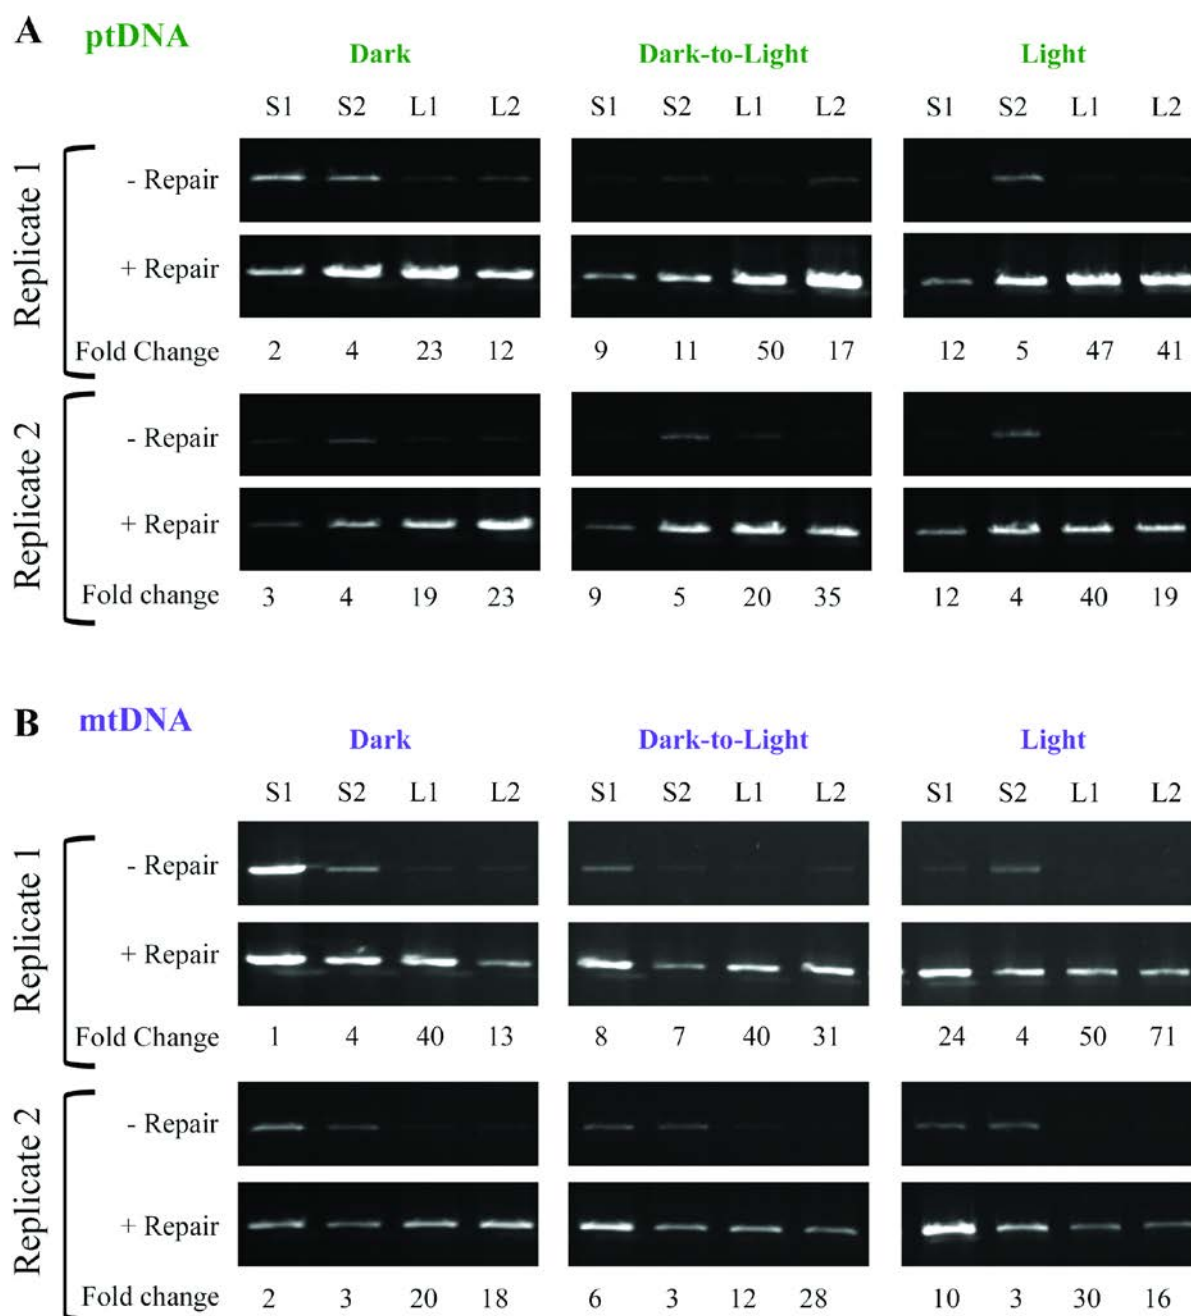 A ptDNA
Dark Dark-to-Light Light
S1 S2 L1 L2 S1 S2 L1 L2 S1 S2 L1 L2
Replicate 1
- Repair
+ Repair
Fold Change 2 4 23 12 9 11 50 17 12 5 47 41
Replicate 2
- Repair
+ Repair
Fold change 3 4 19 23 9 5 20 35 12 4 40 19
B mtDNA
Dark Dark-to-Light Light
S1 S2 L1 L2 S1 S2 L1 L2 S1 S2 L1 L2
Replicate 1
- Repair
+ Repair
Fold Change 1 4 40 13 8 7 40 31 24 4 50 71
Replicate 2
- Repair
+ Repair
Fold change 2 3 20 18 6 3 12 28 10 3 30 16